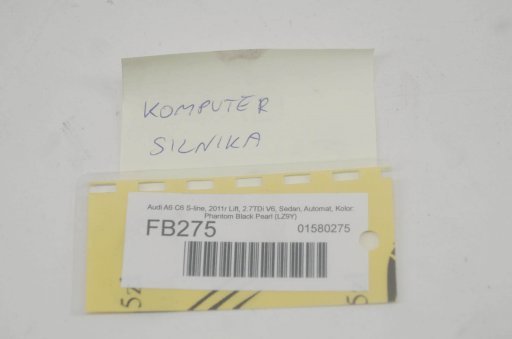 KOMPUTER
SILNIKA
Audi A6 C6 S-line, 2011r Lift, 2.7TDi V6, Sedan, Automat, Kolor:
Phantom Black Pearl (LZ9Y)
FB275
01580275